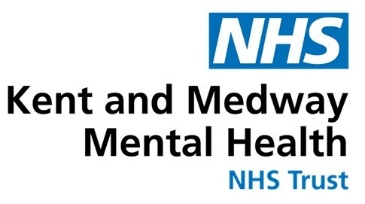 NHS
Kent and Medway
Mental Health
NHS Trust